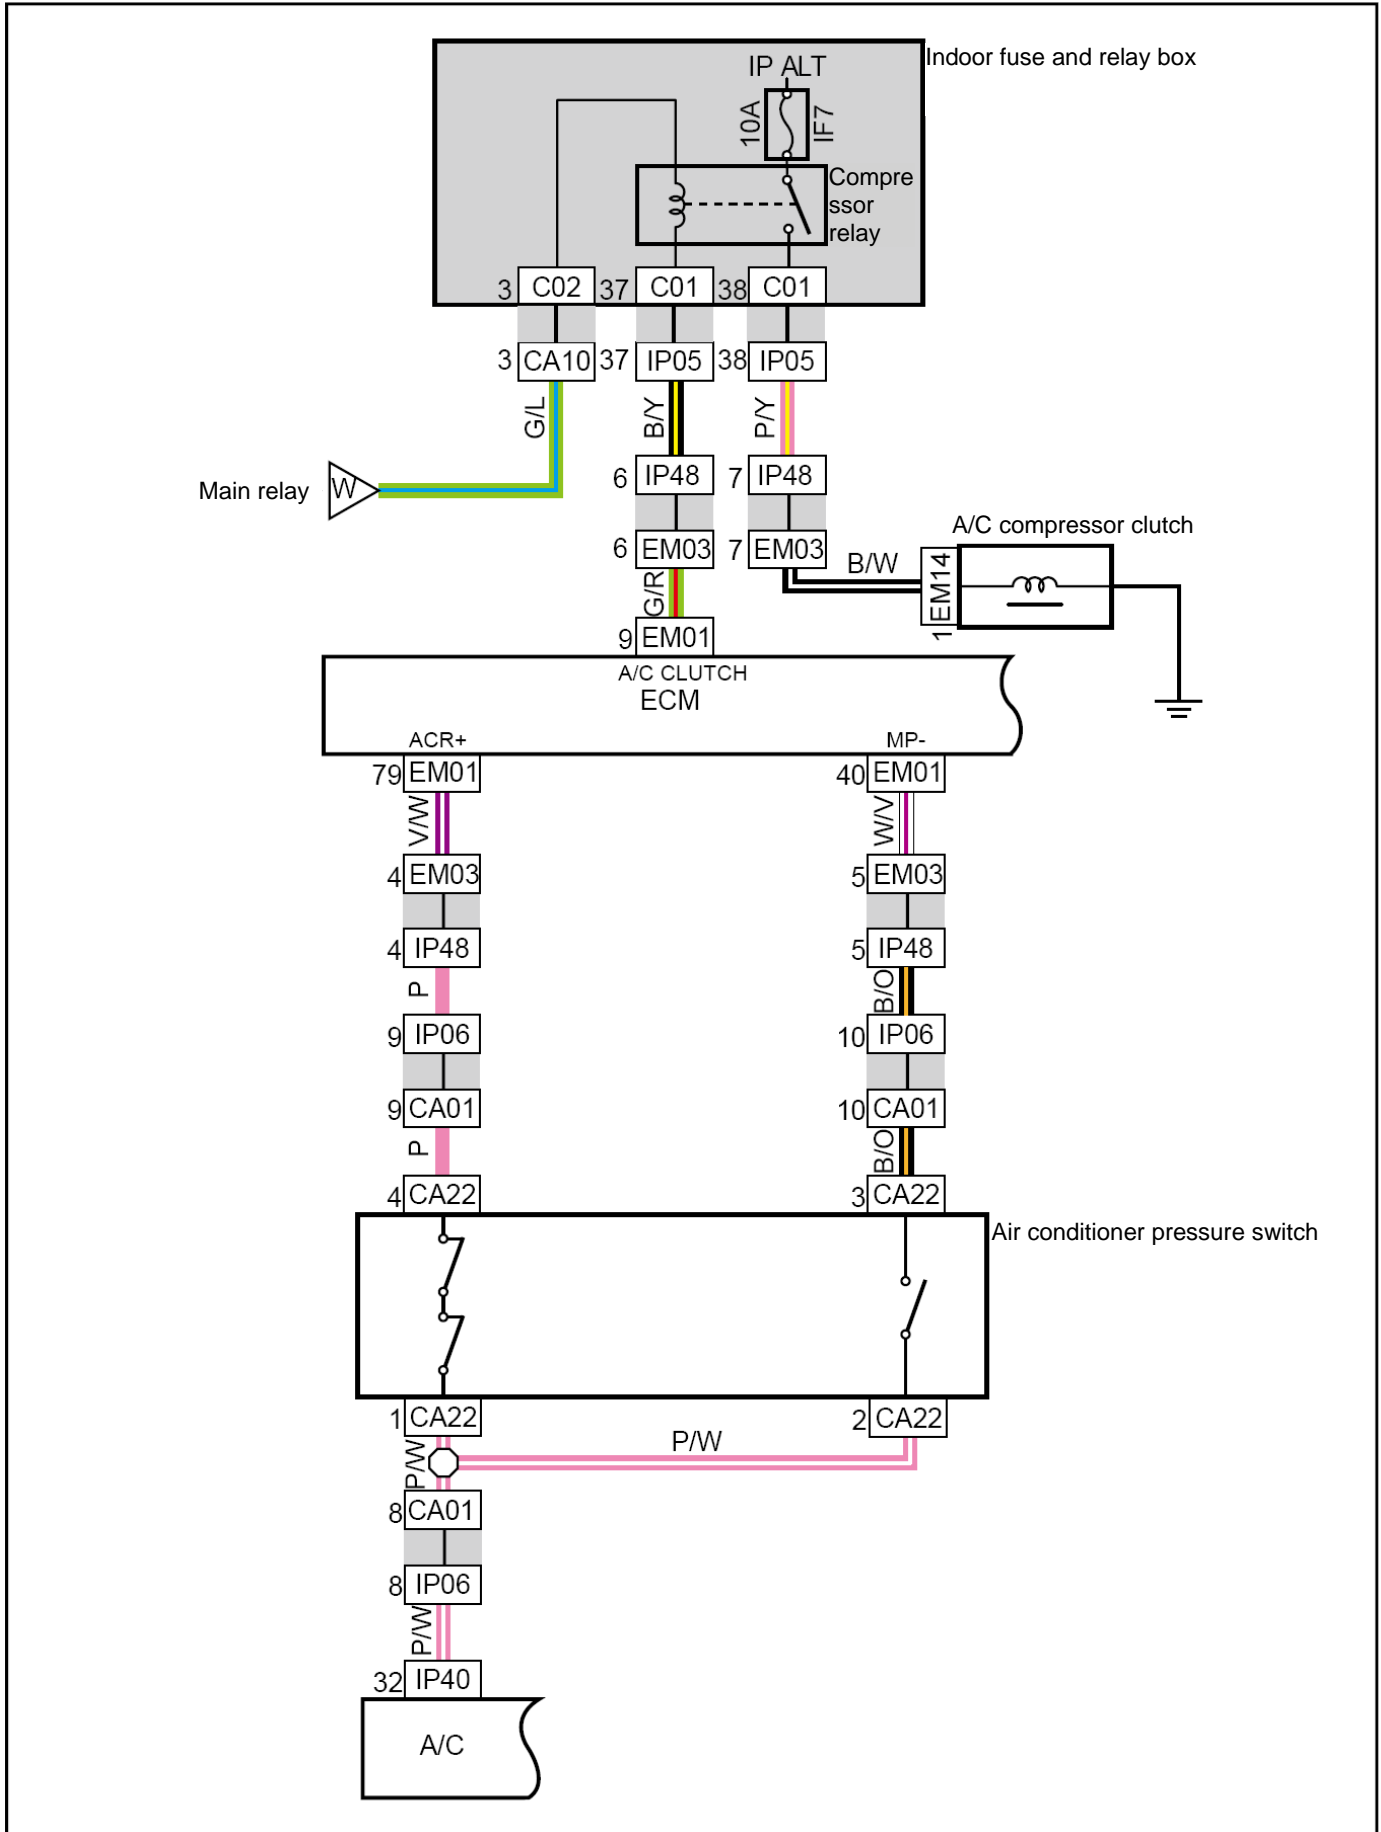 Indoor fuse and relay box
IP ALT
10A
IF7
Compre
ssor
relay
3 C02 37 C01 38 C01
3 CA10 37 IP05 38 IP05
G/L
B/Y
P/Y
Main relay
W
6 IP48 7 IP48
A/C compressor clutch
6 EM03 7 EM03
B/W
1 EM14
G/R
9 EM01
A/C CLUTCH
ECM
ACR+
MP-
79 EM01 40 EM01
V/W
W/V
4 EM03 5 EM03
4 IP48 5 IP48
P
B/O
9 IP06 10 IP06
9 CA01 10 CA01
P
B/O
4 CA22 3 CA22
Air conditioner pressure switch
1 CA22 2 CA22
P/W
P/W
8 CA01
8 IP06
P/W
32 IP40
A/C